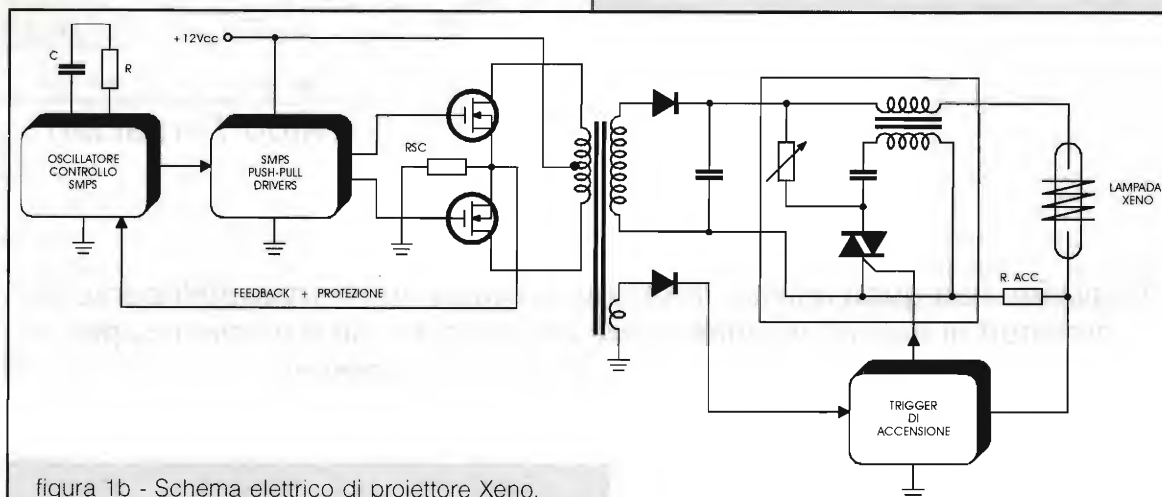 +12Vcc
C
R
OSCILLATORE
CONTROLLO
SMPS
SMPS
PUSH-PULL
DRIVERS
RSC
FEEDBACK + PROTEZIONE
LAMPADA
XENO
R. ACC.
TRIGGER
DI
ACCENSIONE
figura 1b - Schema elettrico di proiettore Xeno.